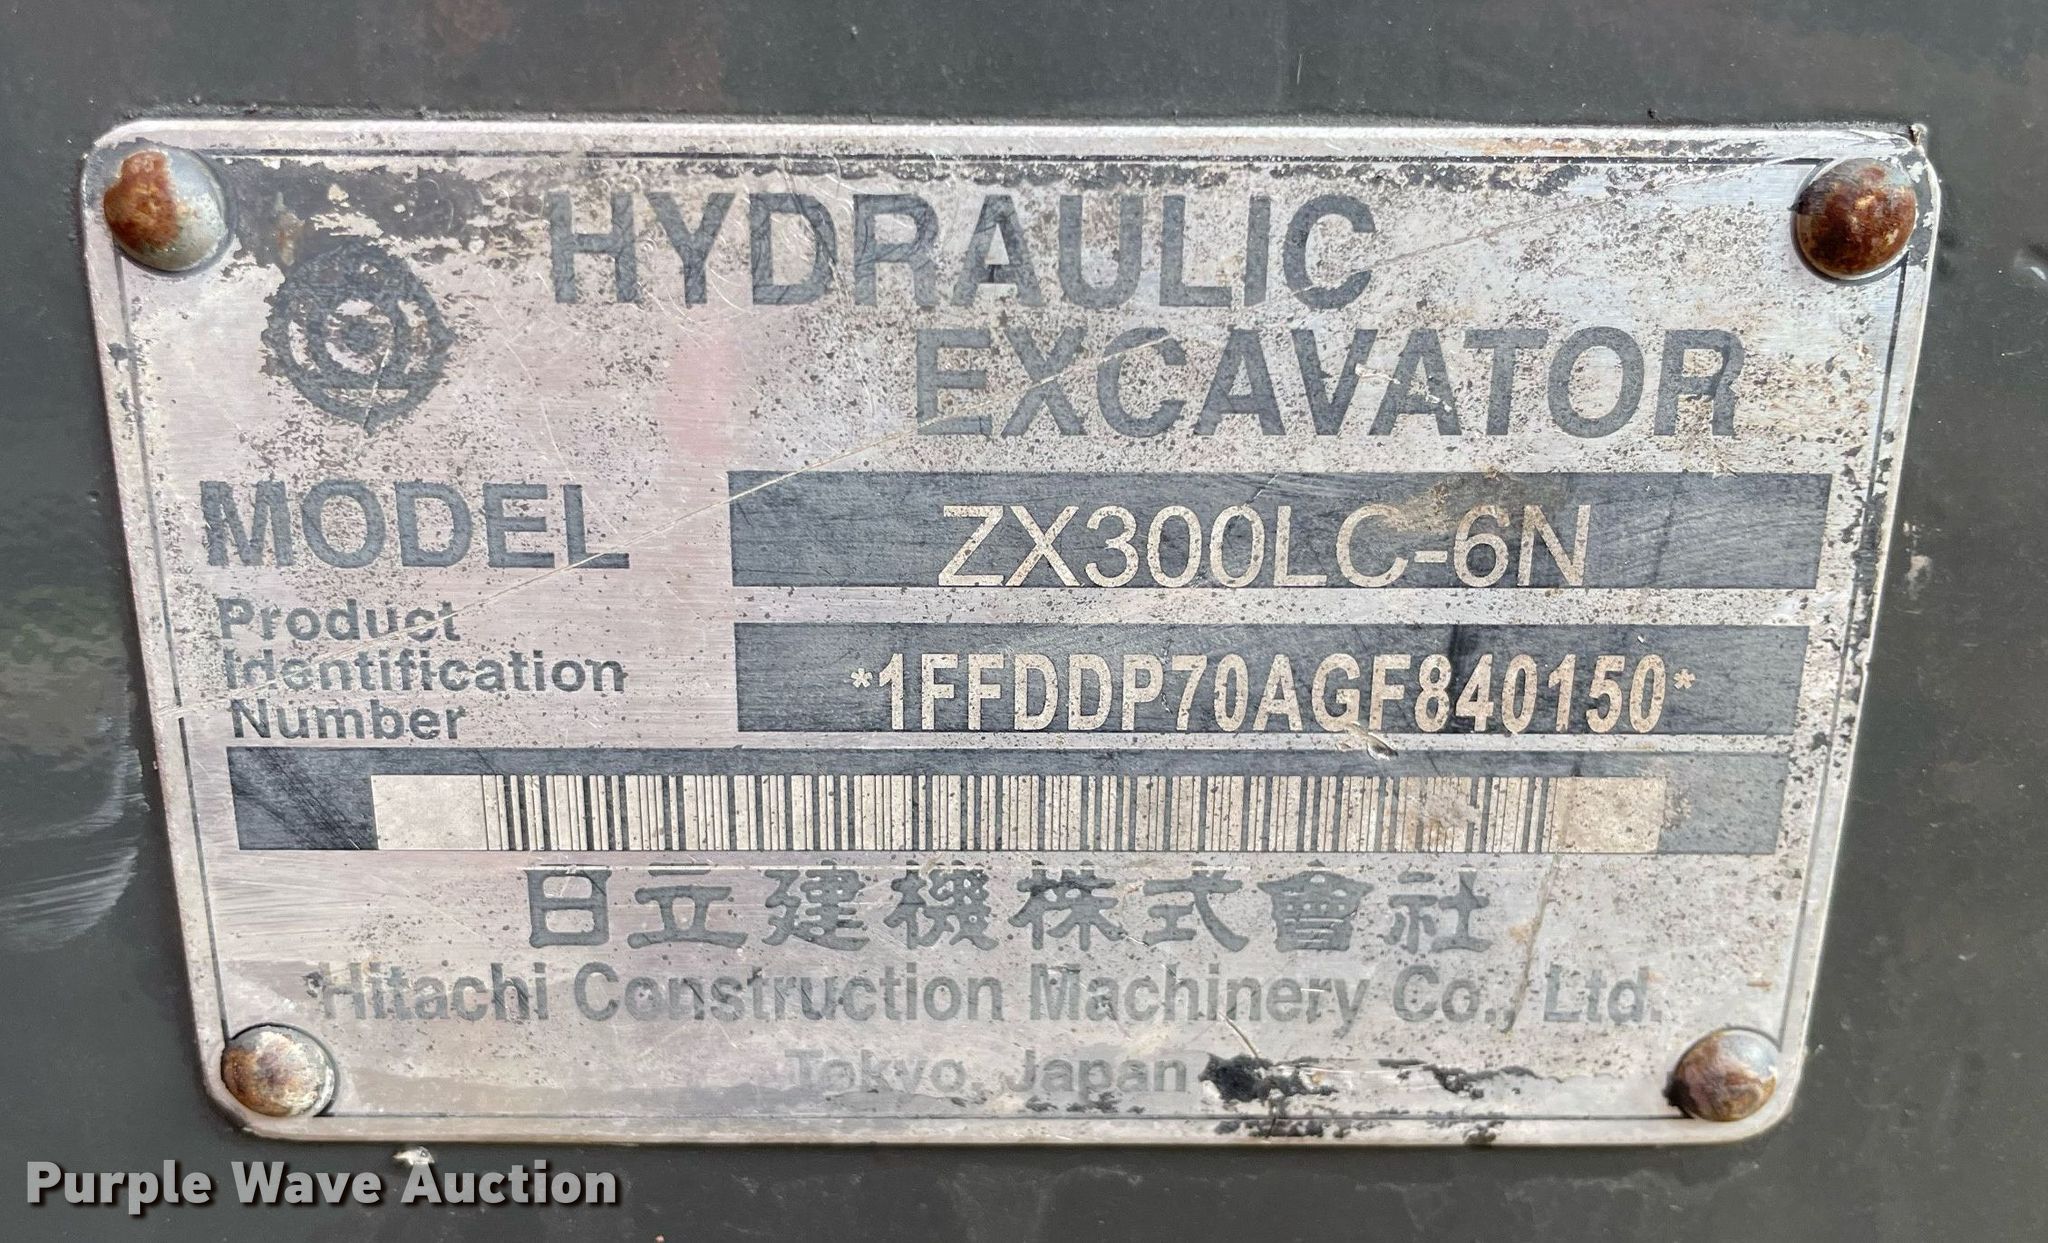 HYDRAULIC
EXCAVATOR
MODEL ZX300LC-6N
Product
Identification
Number
*1FFDDP70AGF840150*
日立建機株式會社
Hitachi Construction Machinery Co., Ltd.
Tokyo, Japan
Purple Wave Auction